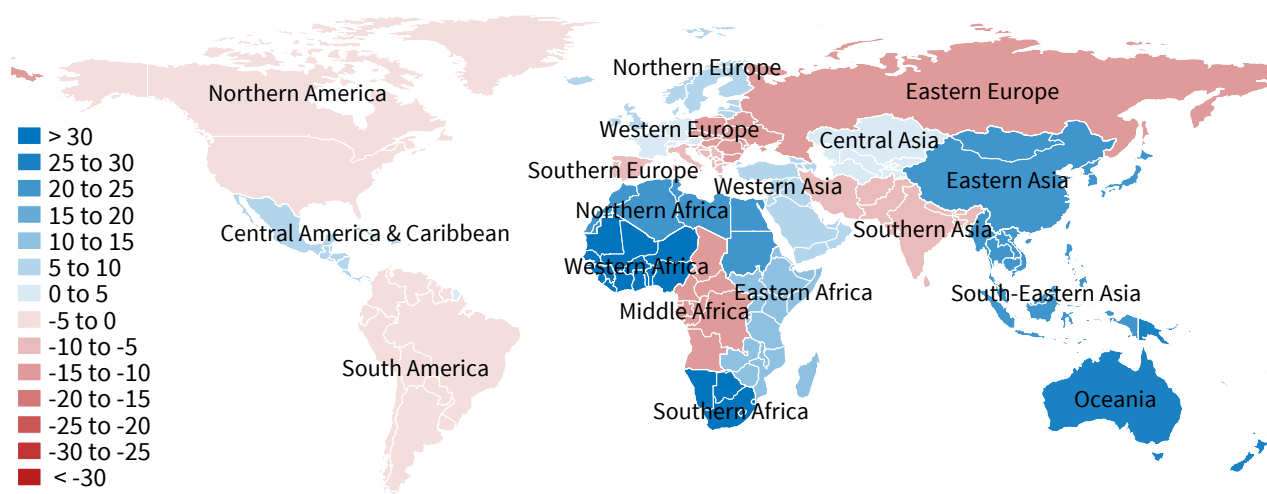 Northern America
Northern Europe
Eastern Europe
Western Europe
Central Asia
Southern Europe
Western Asia
Eastern Asia
Northern Africa
Central America & Caribbean
Southern Asia
Western Africa
Eastern Africa
South-Eastern Asia
Middle Africa
South America
Oceania
Southern Africa
> 30
25 to 30
20 to 25
15 to 20
10 to 15
5 to 10
0 to 5
-5 to 0
-10 to -5
-15 to -10
-20 to -15
-25 to -20
-30 to -25
< -30